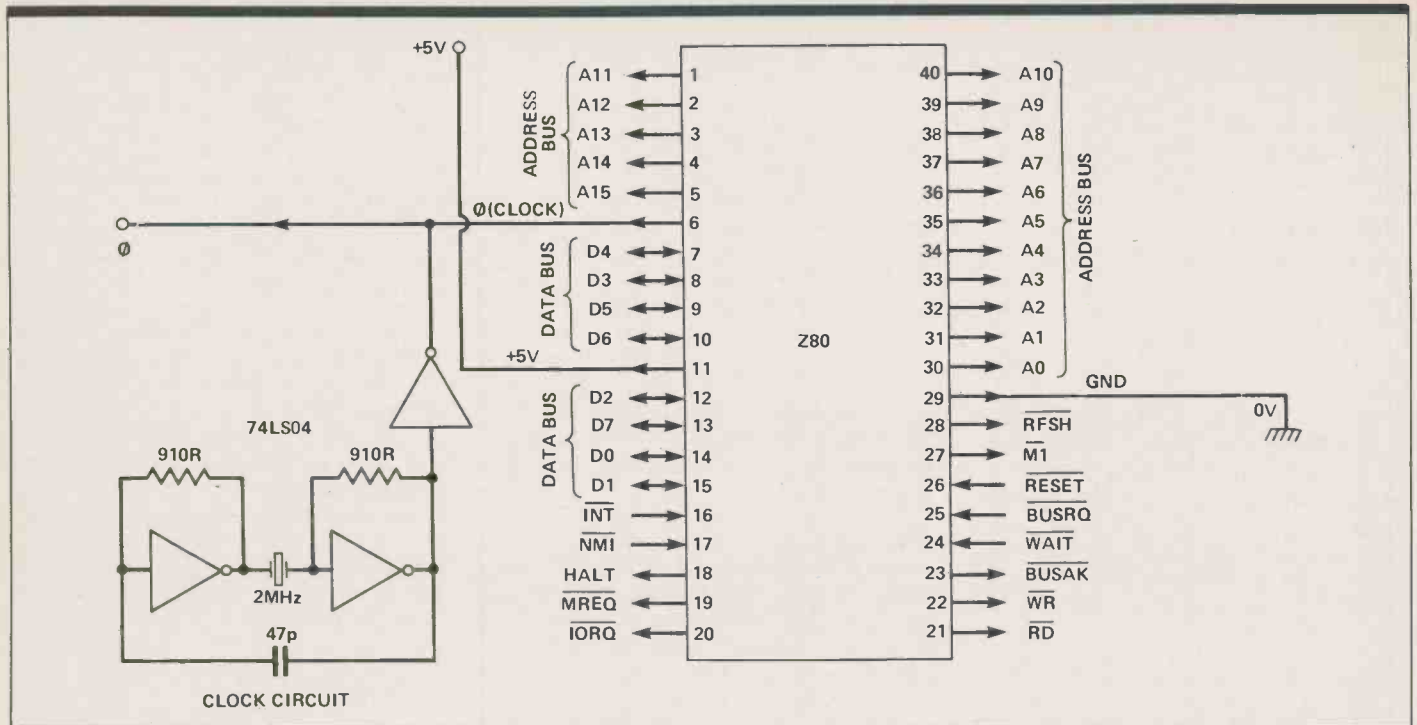 +5V
ADDRESS BUS
A11 1
A12 2
A13 3
A14 4
A15 5
Ø(CLOCK) 6
Ø
DATA BUS
D4 7
D3 8
D5 9
D6 10
+5V 11
DATA BUS
D2 12
D7 13
D0 14
D1 15
INT 16
NMI 17
HALT 18
MREQ 19
IORQ 20
Z80
40 A10
39 A9
38 A8
37 A7
36 A6
35 A5
34 A4
33 A3
32 A2
31 A1
30 A0
ADDRESS BUS
29 GND
0V
28 RFSH
27 M1
26 RESET
25 BUSRQ
24 WAIT
23 BUSAK
22 WR
21 RD
74LS04
910R 910R
2MHz
47p
CLOCK CIRCUIT